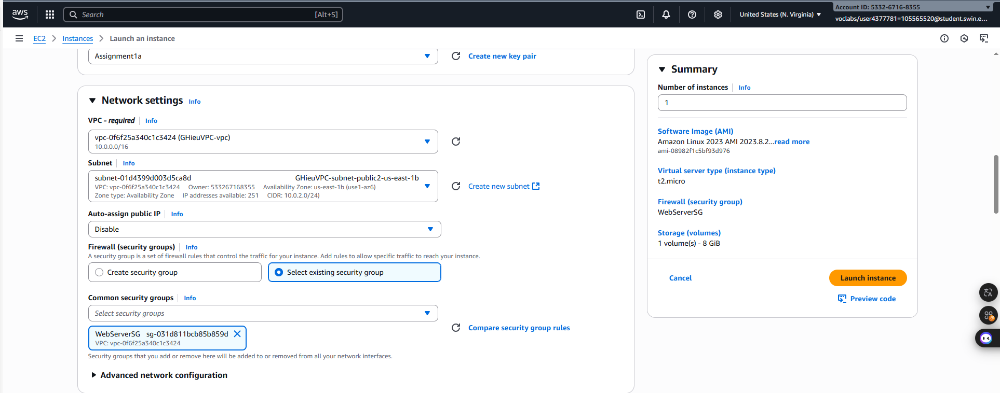 aws
Search
[Alt+S]
United States (N. Virginia)
Account ID: 5332-6716-8355
voclabs/user4377781=105565520@student.swin.e...
EC2
Instances
Launch an instance
Assignment1a
Create new key pair
Network settings Info
VPC - required Info
vpc-0f6f25a340c1c3424 (GHieuVPC-vpc)
10.0.0.0/16
Subnet Info
subnet-01d4399d003d5ca8d GHieuVPC-subnet-public2-us-east-1b
VPC: vpc-0f6f25a340c1c3424 Owner: 533267168355 Availability Zone: us-east-1b (use1-az6)
Zone type: Availability Zone IP addresses available: 251 CIDR: 10.0.2.0/24)
Create new subnet
Auto-assign public IP Info
Disable
Firewall (security groups) Info
A security group is a set of firewall rules that control the traffic for your instance. Add rules to allow specific traffic to reach your instance.
Create security group
Select existing security group
Common security groups Info
Select security groups
WebServerSG sg-031d811bcb85b859d
VPC: vpc-0f6f25a340c1c3424
Compare security group rules
Security groups that you add or remove here will be added to or removed from all your network interfaces.
Advanced network configuration
Summary
Number of instances Info
1
Software Image (AMI)
Amazon Linux 2023 AMI 2023.8.2...read more
ami-08982f1c5bf93d976
Virtual server type (instance type)
t2.micro
Firewall (security group)
WebServerSG
Storage (volumes)
1 volume(s) - 8 GiB
Cancel
Launch instance
Preview code